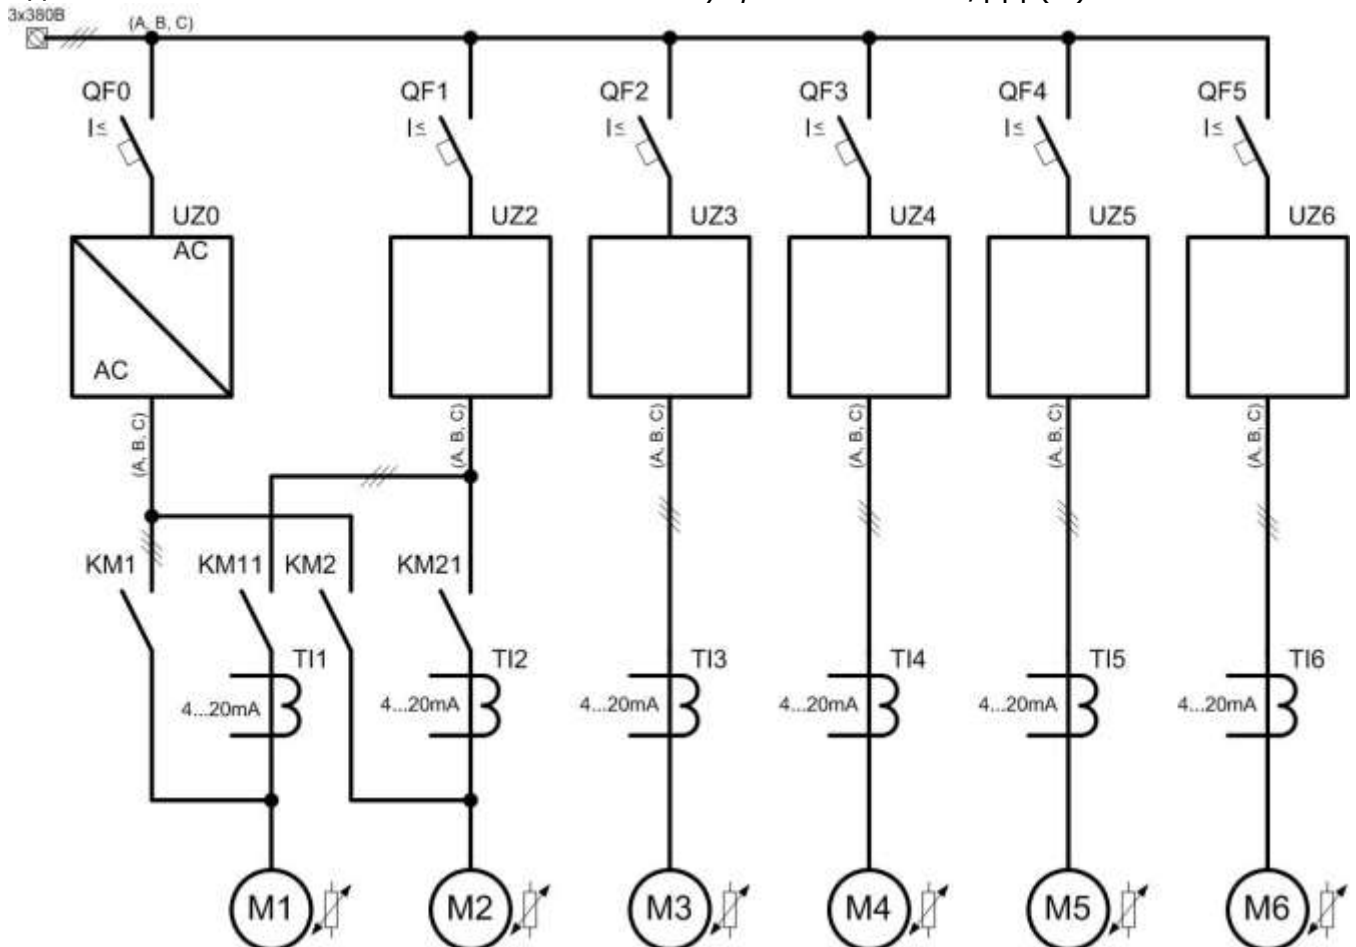 3x380В
(A, B, C)
QF0 QF1 QF2 QF3 QF4 QF5
I≤ I≤ I≤ I≤ I≤ I≤
UZ0 UZ2 UZ3 UZ4 UZ5 UZ6
AC
AC
(A, B, C) (A, B, C) (A, B, C) (A, B, C) (A, B, C) (A, B, C)
KM1 KM11 KM2 KM21
TI1 TI2 TI3 TI4 TI5 TI6
4...20mA 4...20mA 4...20mA 4...20mA 4...20mA 4...20mA
M1 M2 M3 M4 M5 M6